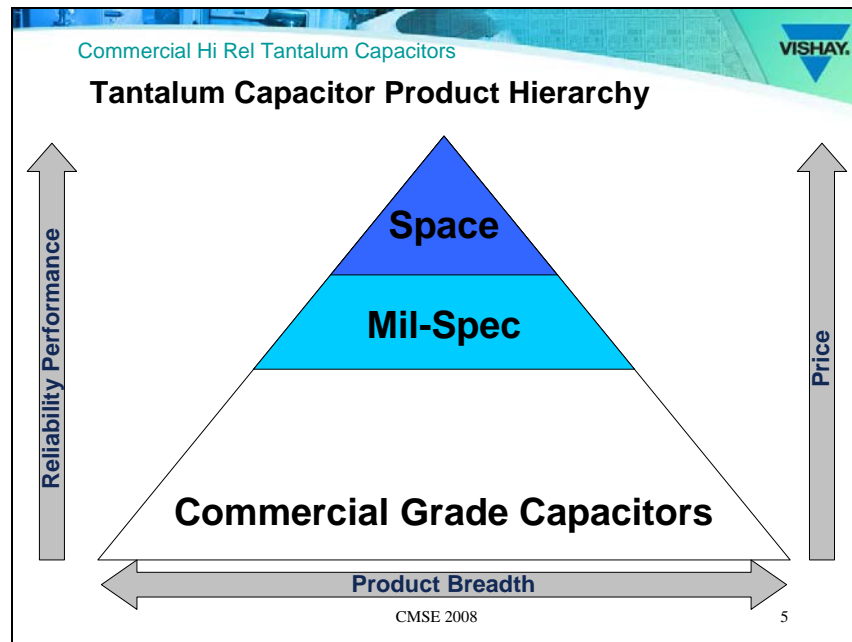 Commercial Hi Rel Tantalum Capacitors
VISHAY.
Tantalum Capacitor Product Hierarchy
Reliability Performance
Space
Mil-Spec
Commercial Grade Capacitors
Price
Product Breadth
CMSE 2008
5